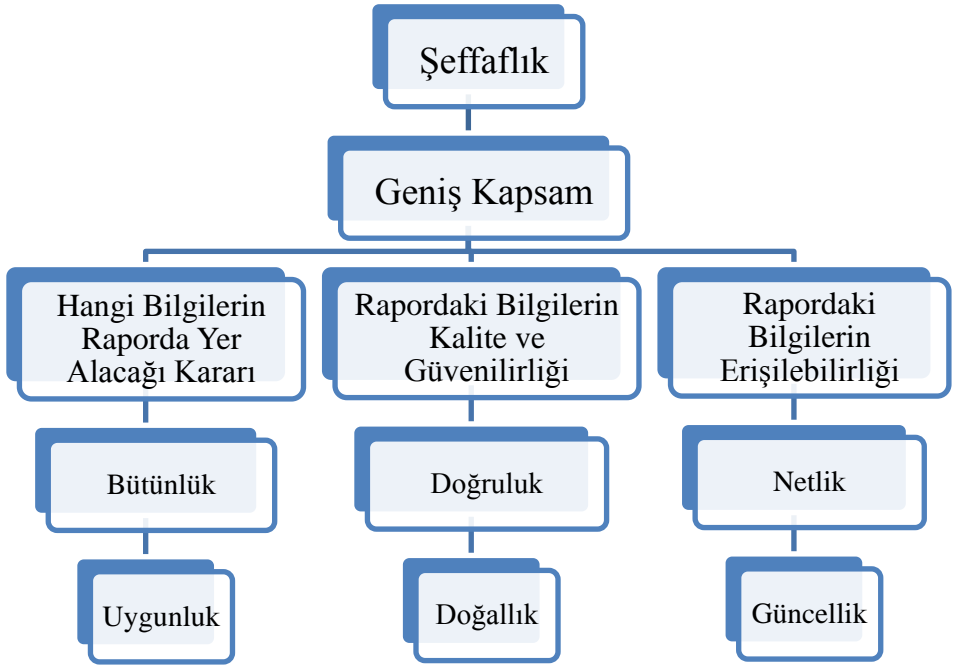 Şeffaflık
Geniş Kapsam
Hangi Bilgilerin
Raporda Yer
Alacağı Kararı
Rapordaki Bilgilerin
Kalite ve
Güvenilirliği
Rapordaki
Bilgilerin
Erişilebilirliği
Bütünlük
Doğruluk
Netlik
Uygunluk
Doğallık
Güncellik